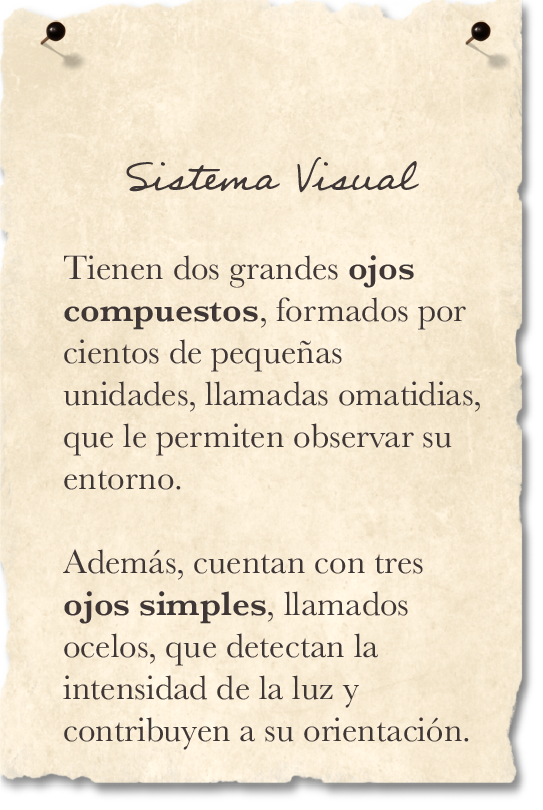 Sistema Visual
Tienen dos grandes ojos
compuestos, formados por
cientos de pequeñas
unidades, llamadas omatidias,
que le permiten observar su
entorno.
Además, cuentan con tres
ojos simples, llamados
ocelos, que detectan la
intensidad de la luz y
contribuyen a su orientación.